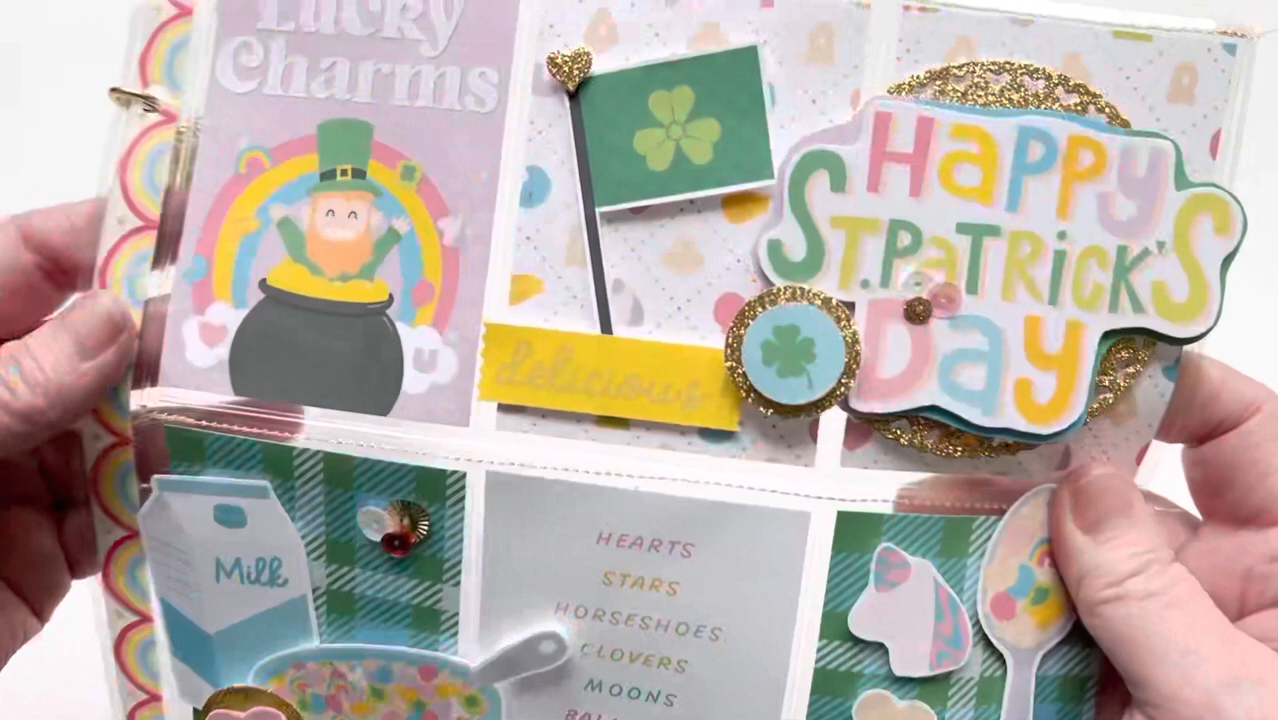 Lucky
Charms
HaPPy
ST.PaTRiCK'S
Day
delicious
Milk
HEARTS
STARS
HORSESHOES
CLOVERS
MOONS